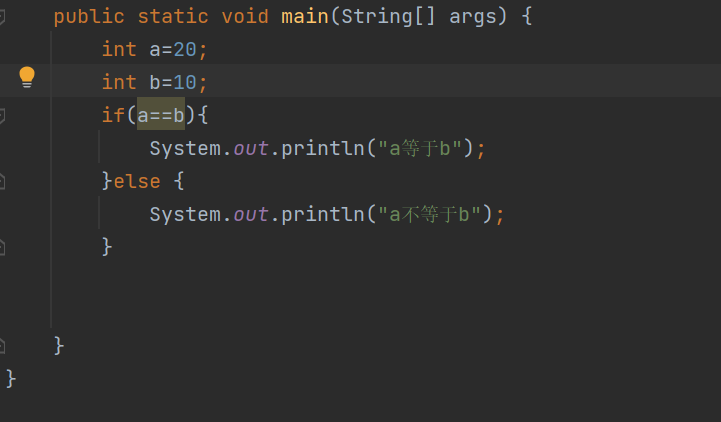 public static void main(String[] args) {
int a=20;
int b=10;
if(a==b){
System.out.println("a等于b");
}else {
System.out.println("a不等于b");
}
}
}